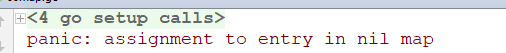 <4 go setup calls>
panic: assignment to entry in nil map